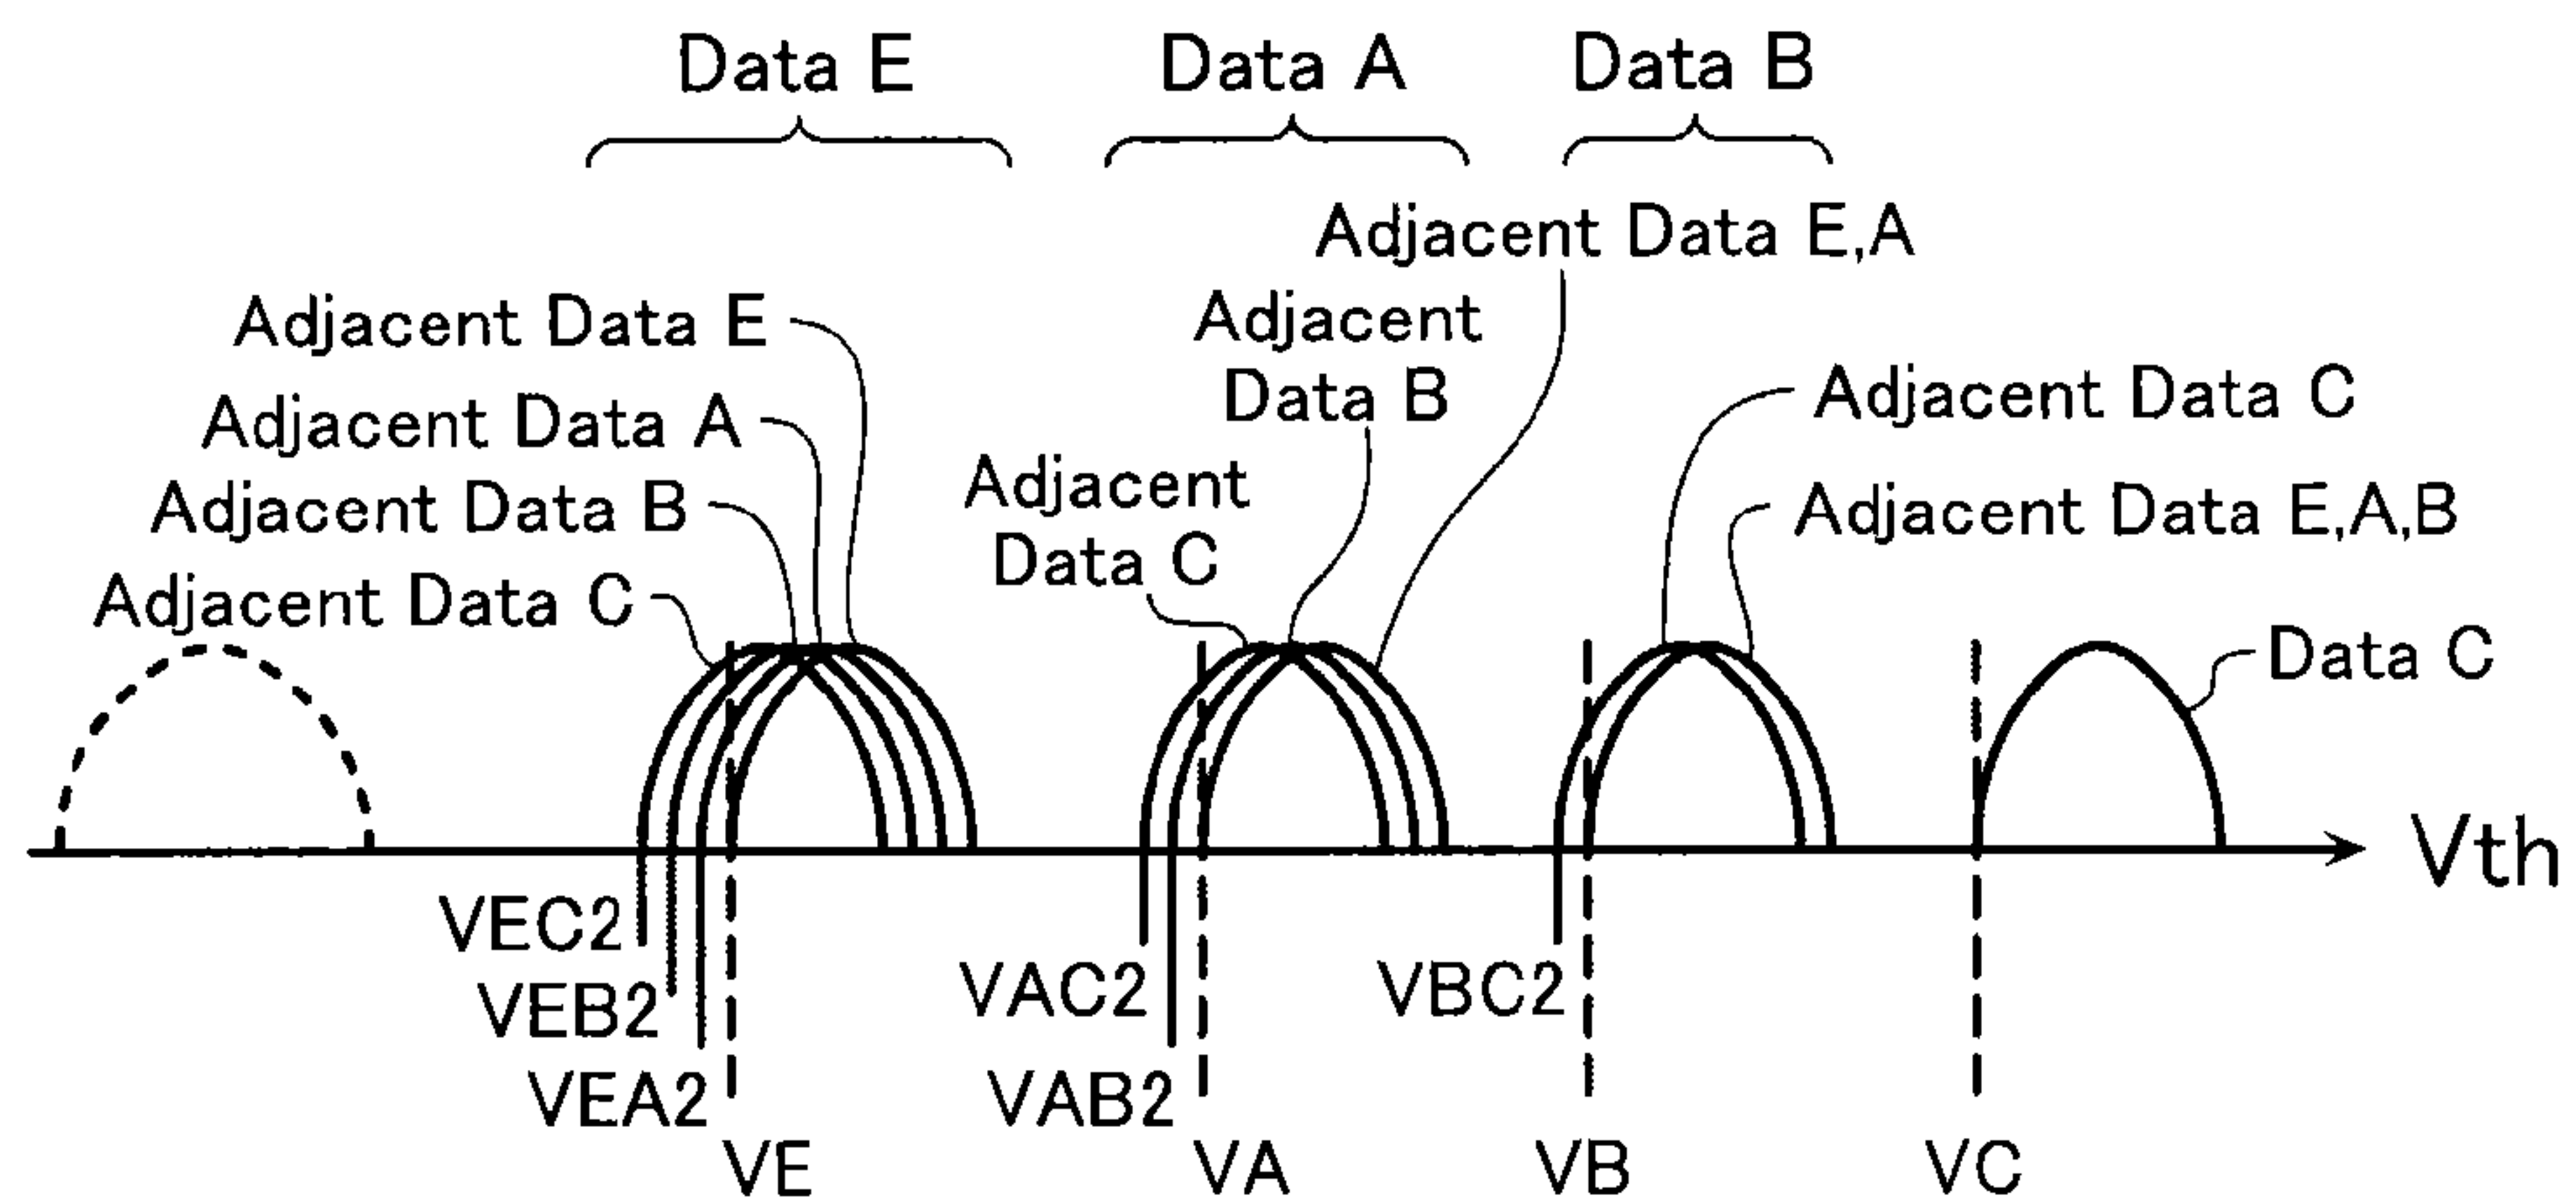 Data E
Data A
Data B
Adjacent Data E,A
Adjacent Data E
Adjacent
Data B
Adjacent Data C
Adjacent Data A
Adjacent
Data C
Adjacent Data B
Adjacent Data E,A,B
Adjacent Data C
Data C
Vth
VEC2
VEB2
VEA2
VE
VAC2
VAB2
VA
VBC2
VB
VC